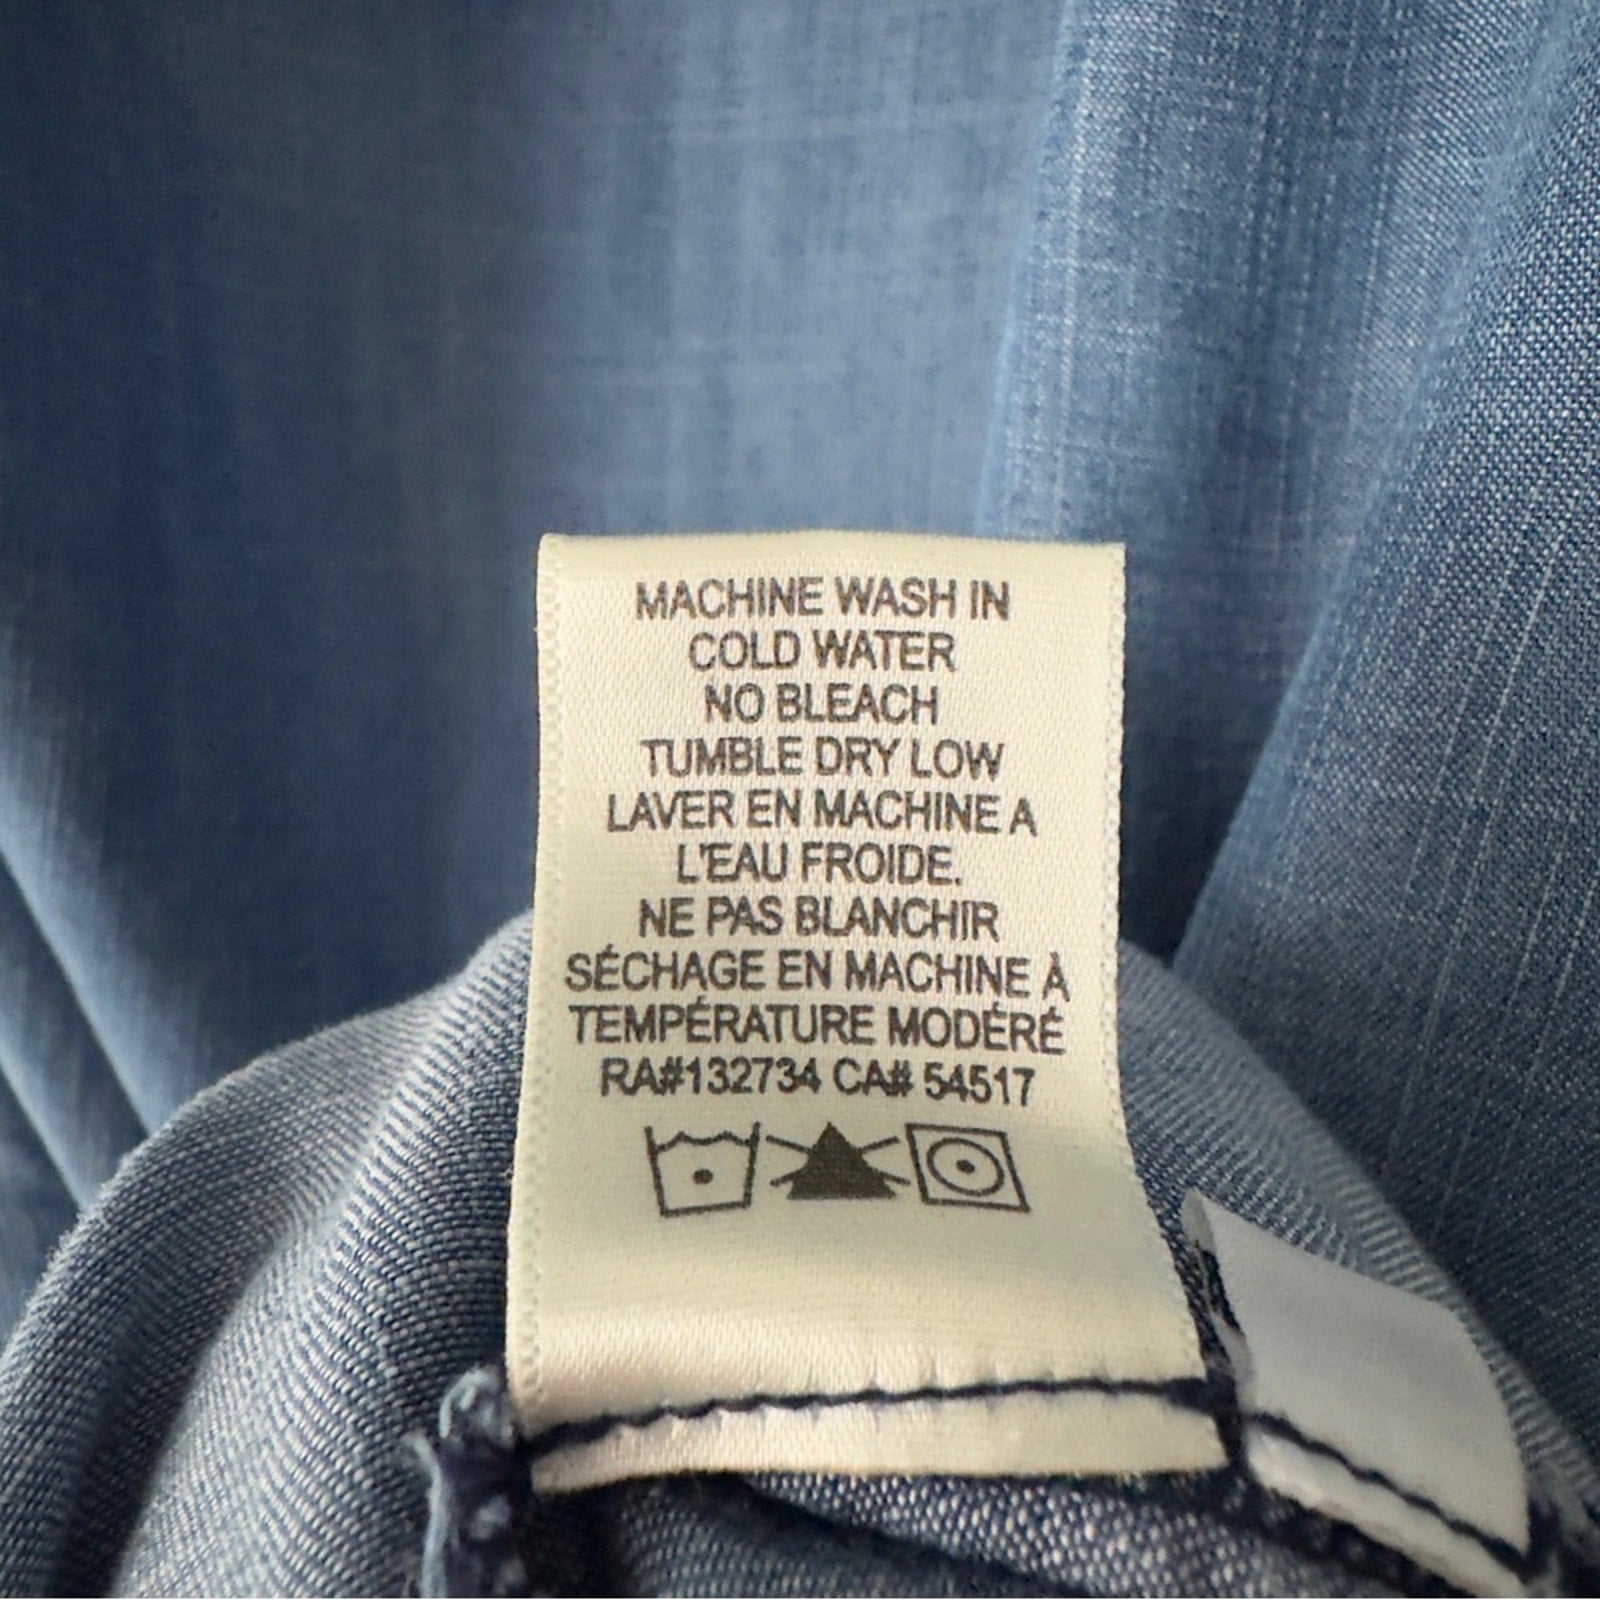 MACHINE WASH IN
COLD WATER
NO BLEACH
TUMBLE DRY LOW
LAVER EN MACHINE A
L'EAU FROIDE.
NE PAS BLANCHIR
SÉCHAGE EN MACHINE À
TEMPÉRATURE MODÉRÉ
RA#132734 CA# 54517